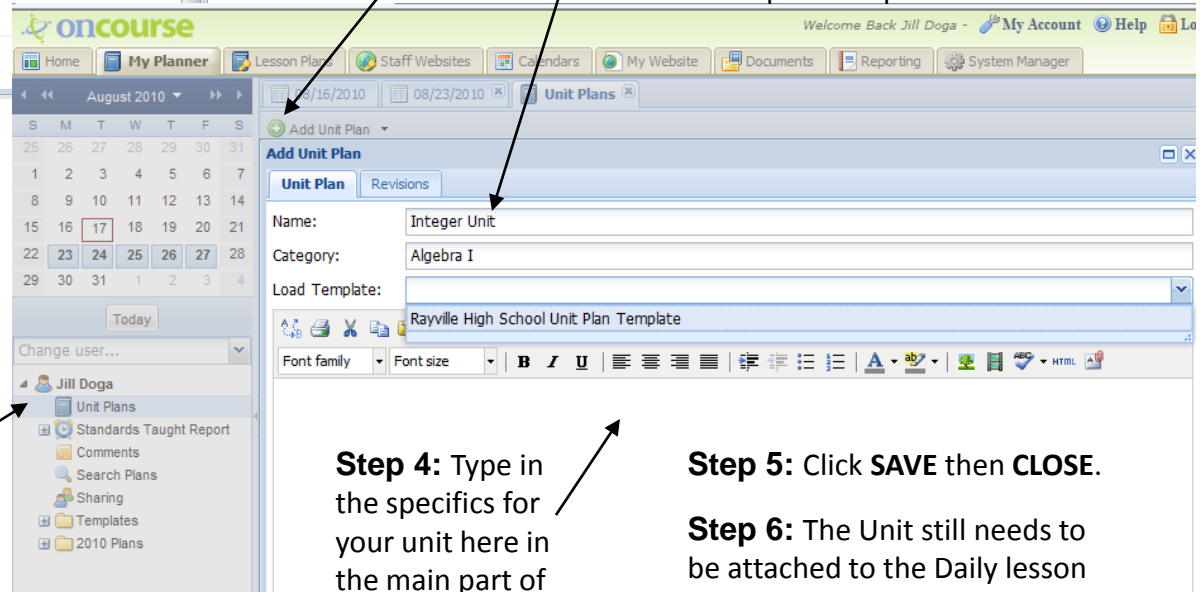 oncourse
Welcome Back Jill Doga - My Account Help
Home My Planner Lesson Plans Staff Websites Calendars My Website Documents Reporting System Manager
August 2010
08/16/2010 08/23/2010 Unit Plans
S M T W T F S
Add Unit Plan
25 26 27 28 29 30 31
Add Unit Plan
1 2 3 4 5 6 7
Unit Plan Revisions
8 9 10 11 12 13 14
Name: Integer Unit
15 16 17 18 19 20 21
Category: Algebra I
22 23 24 25 26 27 28
Load Template:
29 30 31 1 2 3 4
Rayville High School Unit Plan Template
Today
Font family Font size B I U A ab ABC HTML
Change user...
Jill Doga
Unit Plans
Standards Taught Report
Comments
Search Plans
Sharing
Templates
2010 Plans
Step 4: Type in
the specifics for
your unit here in
the main part of
Step 5: Click SAVE then CLOSE.
Step 6: The Unit still needs to
be attached to the Daily lesson